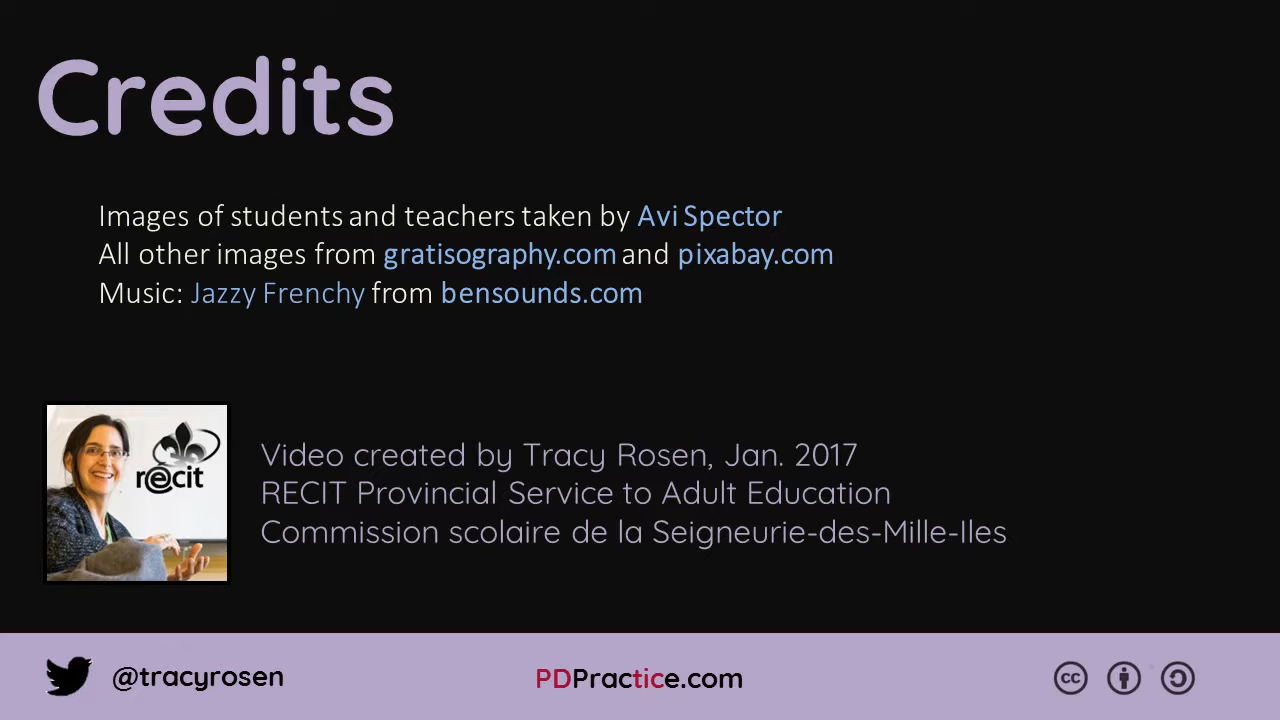 Credits
Images of students and teachers taken by Avi Spector
All other images from gratisography.com and pixabay.com
Music: Jazzy Frenchy from bensounds.com
récit
Video created by Tracy Rosen, Jan. 2017
RECIT Provincial Service to Adult Education
Commission scolaire de la Seigneurie-des-Mille-Iles
@tracyrosen
PDPractice.com
cc